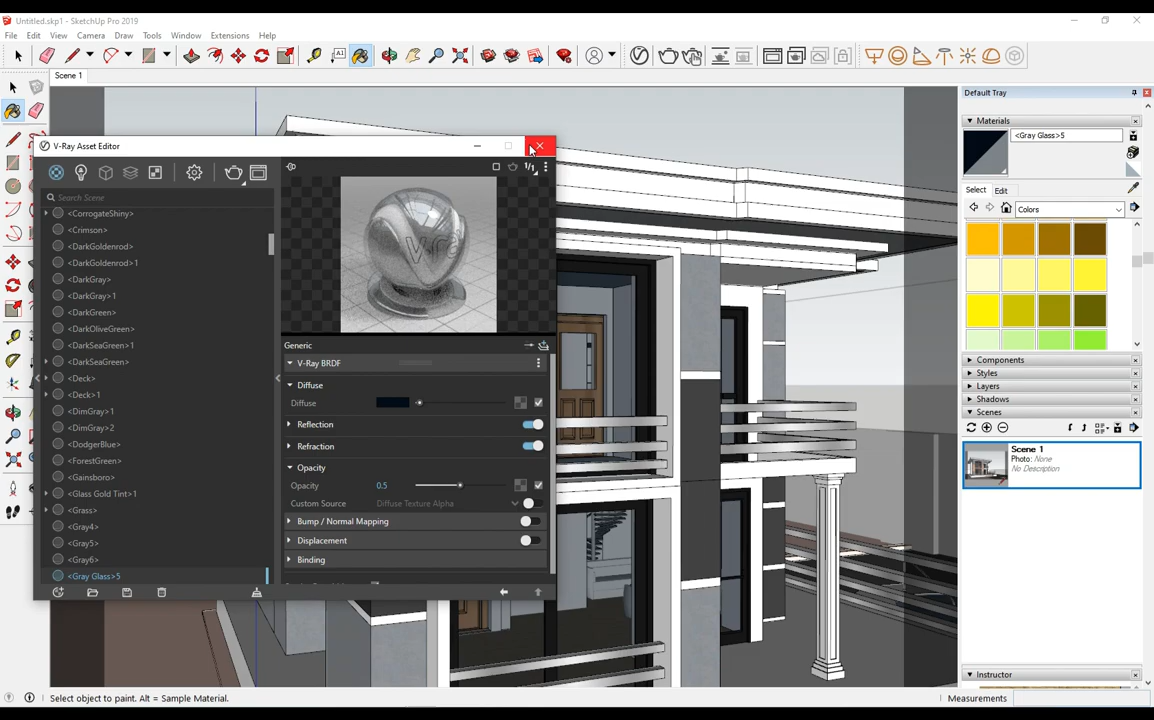 Untitled.skp1 - SketchUp Pro 2019
File Edit View Camera Draw Tools Window Extensions Help
Scene 1
Default Tray
Materials
<Gray Glass>5
Select Edit
Colors
Components
Styles
Layers
Shadows
Scenes
Scene 1
Photo: None
No Description
Instructor
V-Ray Asset Editor
1/1
Search Scene
<CorrogateShiny>
<Crimson>
<DarkGoldenrod>
<DarkGoldenrod>1
<DarkGray>
<DarkGray>1
<DarkGreen>
<DarkOliveGreen>
<DarkSeaGreen>1
<DarkSeaGreen>
<Deck>
<Deck>1
<DimGray>1
<DimGray>2
<DodgerBlue>
<ForestGreen>
<Gainsboro>
<Glass Gold Tint>1
<Grass>
<Gray4>
<Gray5>
<Gray6>
<Gray Glass>5
Generic
V-Ray BRDF
Diffuse
Diffuse
Reflection
Refraction
Opacity
Opacity 0.5
Custom Source Diffuse Texture Alpha
Bump / Normal Mapping
Displacement
Binding
Select object to paint. Alt = Sample Material.
Measurements